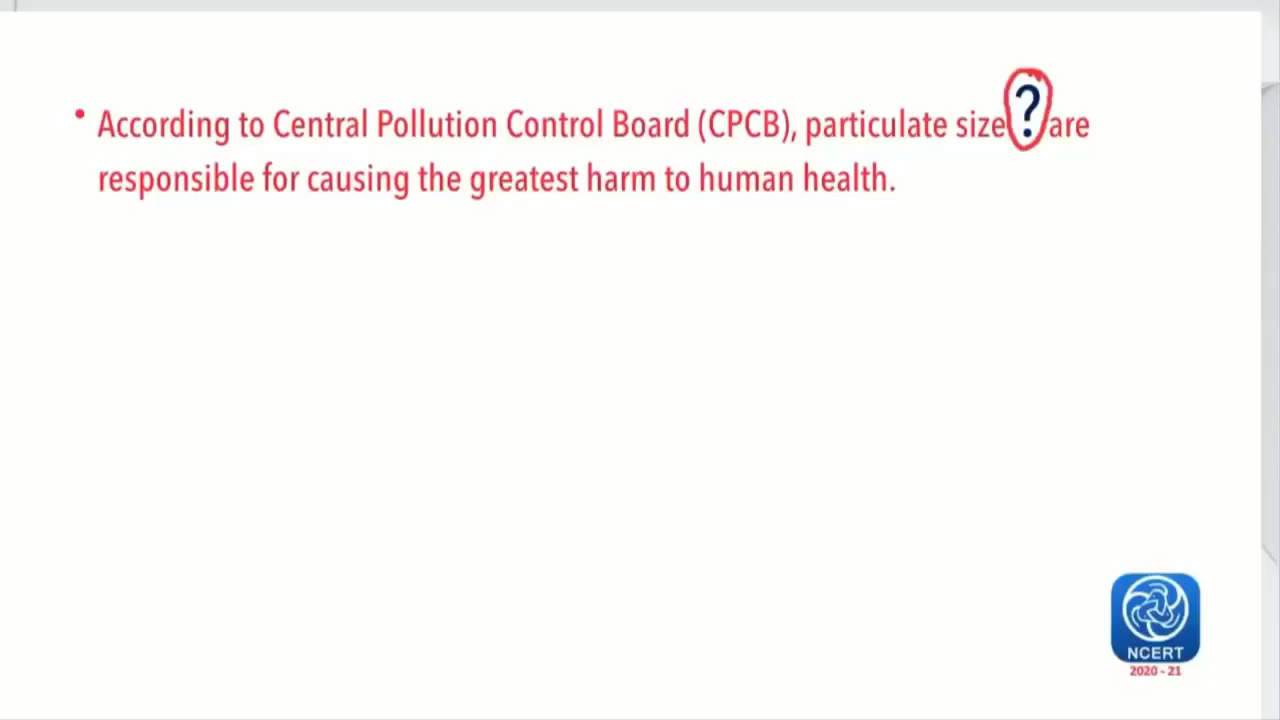 • According to Central Pollution Control Board (CPCB), particulate size ? are
responsible for causing the greatest harm to human health.
NCERT
2020 - 21